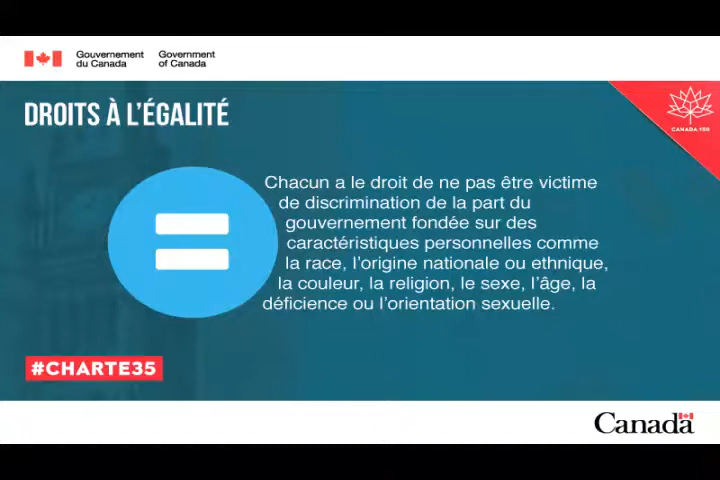 Gouvernement du Canada
Government of Canada
DROITS À L'ÉGALITÉ
CANADA 150
Chacun a le droit de ne pas être victime
de discrimination de la part du
gouvernement fondée sur des
caractéristiques personnelles comme
la race, l'origine nationale ou ethnique,
la couleur, la religion, le sexe, l'âge, la
déficience ou l'orientation sexuelle.
#CHARTE35
Canada